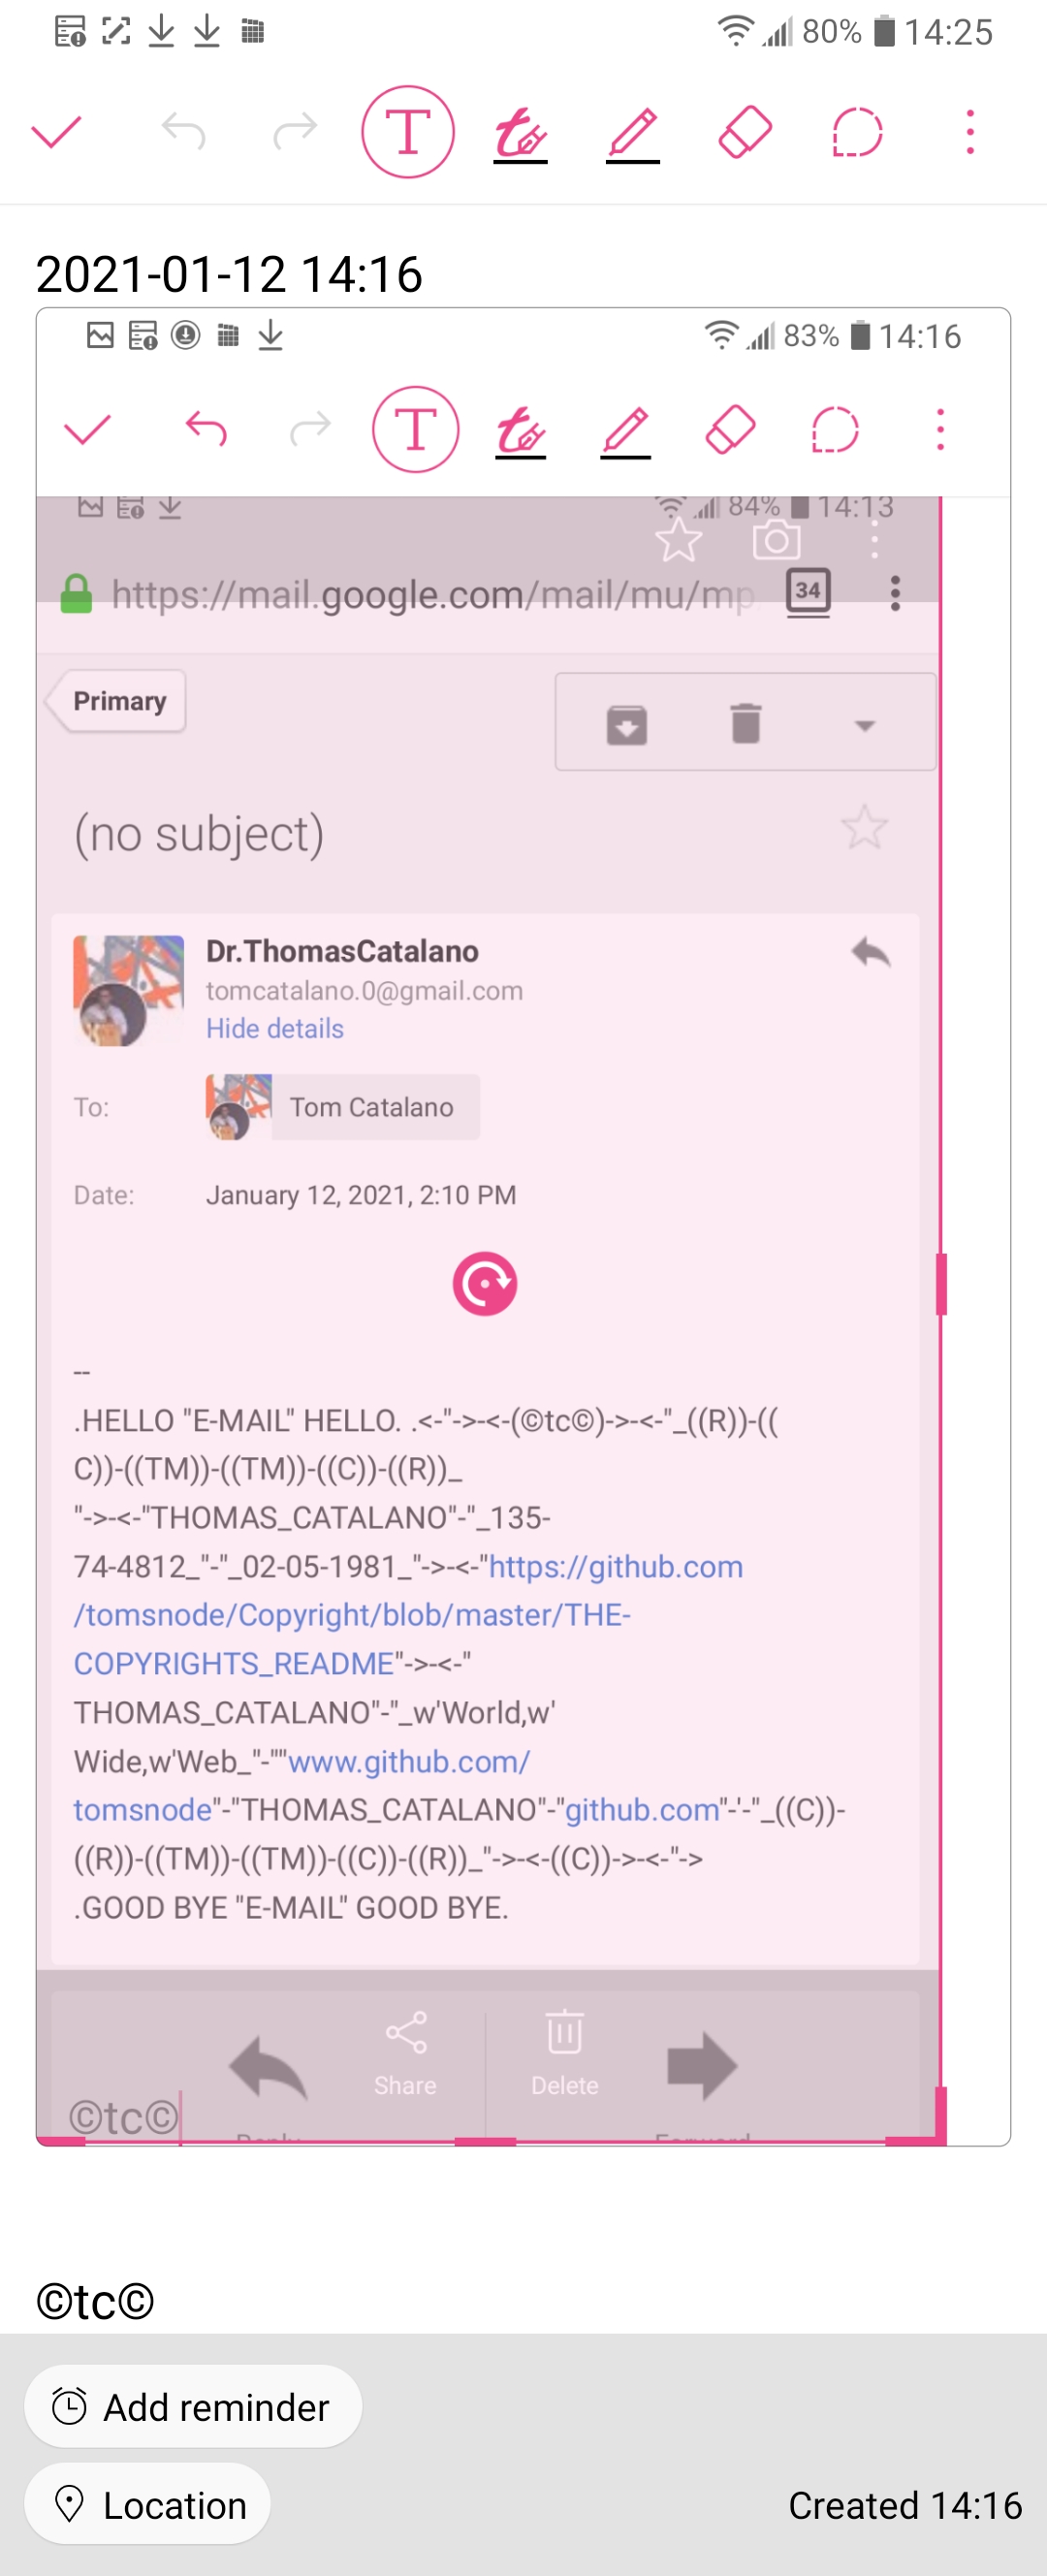 80% 14:25
T
2021-01-12 14:16
83% 14:16
T
84% 14:13
https://mail.google.com/mail/mu/mp
34
Primary
(no subject)
Dr.ThomasCatalano
tomcatalano.0@gmail.com
Hide details
To: Tom Catalano
Date: January 12, 2021, 2:10 PM
--
.HELLO "E-MAIL" HELLO. .<-"->-<-(©tc©)->-<-"_((R))-((
C))-((TM))-((TM))-((C))-((R))_
"->-<-"THOMAS_CATALANO"-"_135-
74-4812_"-"_02-05-1981_"->-<-"https://github.com
/tomsnode/Copyright/blob/master/THE-
COPYRIGHTS_README"->-<-"
THOMAS_CATALANO"-"_w'World,w'
Wide,w'Web_"-""www.github.com/
tomsnode"-"THOMAS_CATALANO"-"github.com"-'-"_((C))-
((R))-((TM))-((TM))-((C))-((R))_"->-<-((C))->-<-"->
.GOOD BYE "E-MAIL" GOOD BYE.
Share Delete
©tc©
Reply Forward
©tc©
Add reminder
Location Created 14:16